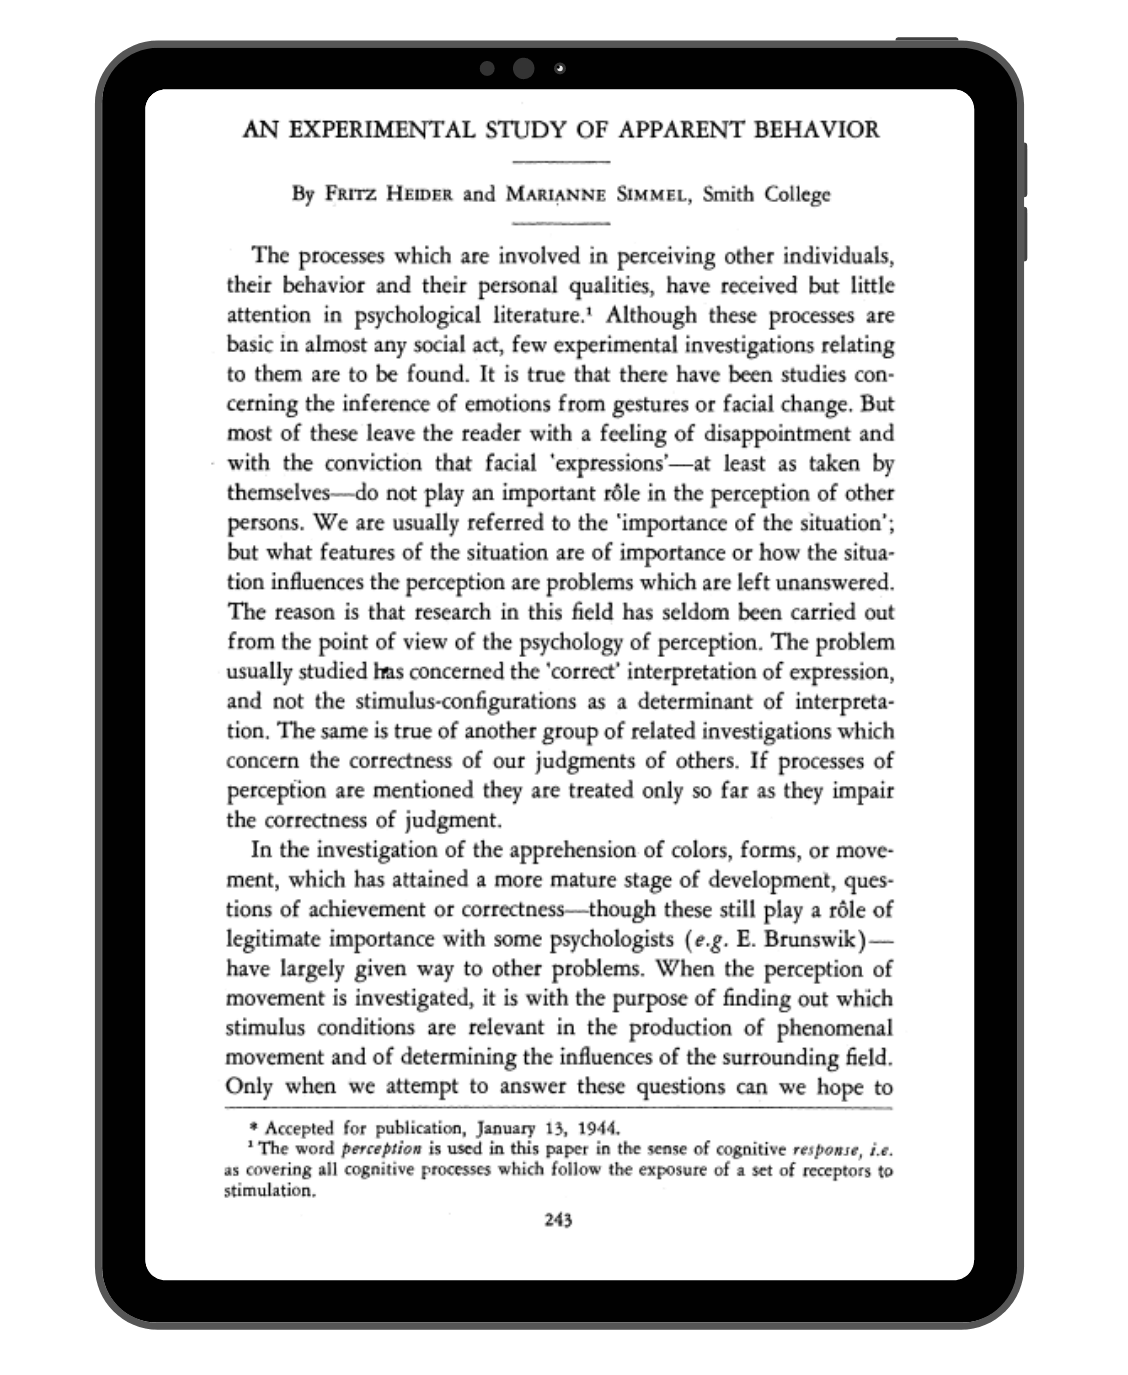 AN EXPERIMENTAL STUDY OF APPARENT BEHAVIOR
By FRITZ HEIDER and MARIANNE SIMMEL, Smith College
The processes which are involved in perceiving other individuals,
their behavior and their personal qualities, have received but little
attention in psychological literature.¹ Although these processes are
basic in almost any social act, few experimental investigations relating
to them are to be found. It is true that there have been studies con-
cerning the inference of emotions from gestures or facial change. But
most of these leave the reader with a feeling of disappointment and
with the conviction that facial 'expressions'—at least as taken by
themselves—do not play an important rôle in the perception of other
persons. We are usually referred to the 'importance of the situation';
but what features of the situation are of importance or how the situa-
tion influences the perception are problems which are left unanswered.
The reason is that research in this field has seldom been carried out
from the point of view of the psychology of perception. The problem
usually studied has concerned the 'correct' interpretation of expression,
and not the stimulus-configurations as a determinant of interpreta-
tion. The same is true of another group of related investigations which
concern the correctness of our judgments of others. If processes of
perception are mentioned they are treated only so far as they impair
the correctness of judgment.
In the investigation of the apprehension of colors, forms, or move-
ment, which has attained a more mature stage of development, ques-
tions of achievement or correctness—though these still play a rôle of
legitimate importance with some psychologists (e.g. E. Brunswik)—
have largely given way to other problems. When the perception of
movement is investigated, it is with the purpose of finding out which
stimulus conditions are relevant in the production of phenomenal
movement and of determining the influences of the surrounding field.
Only when we attempt to answer these questions can we hope to
* Accepted for publication, January 13, 1944.
¹ The word perception is used in this paper in the sense of cognitive response, i.e.
as covering all cognitive processes which follow the exposure of a set of receptors to
stimulation.
243